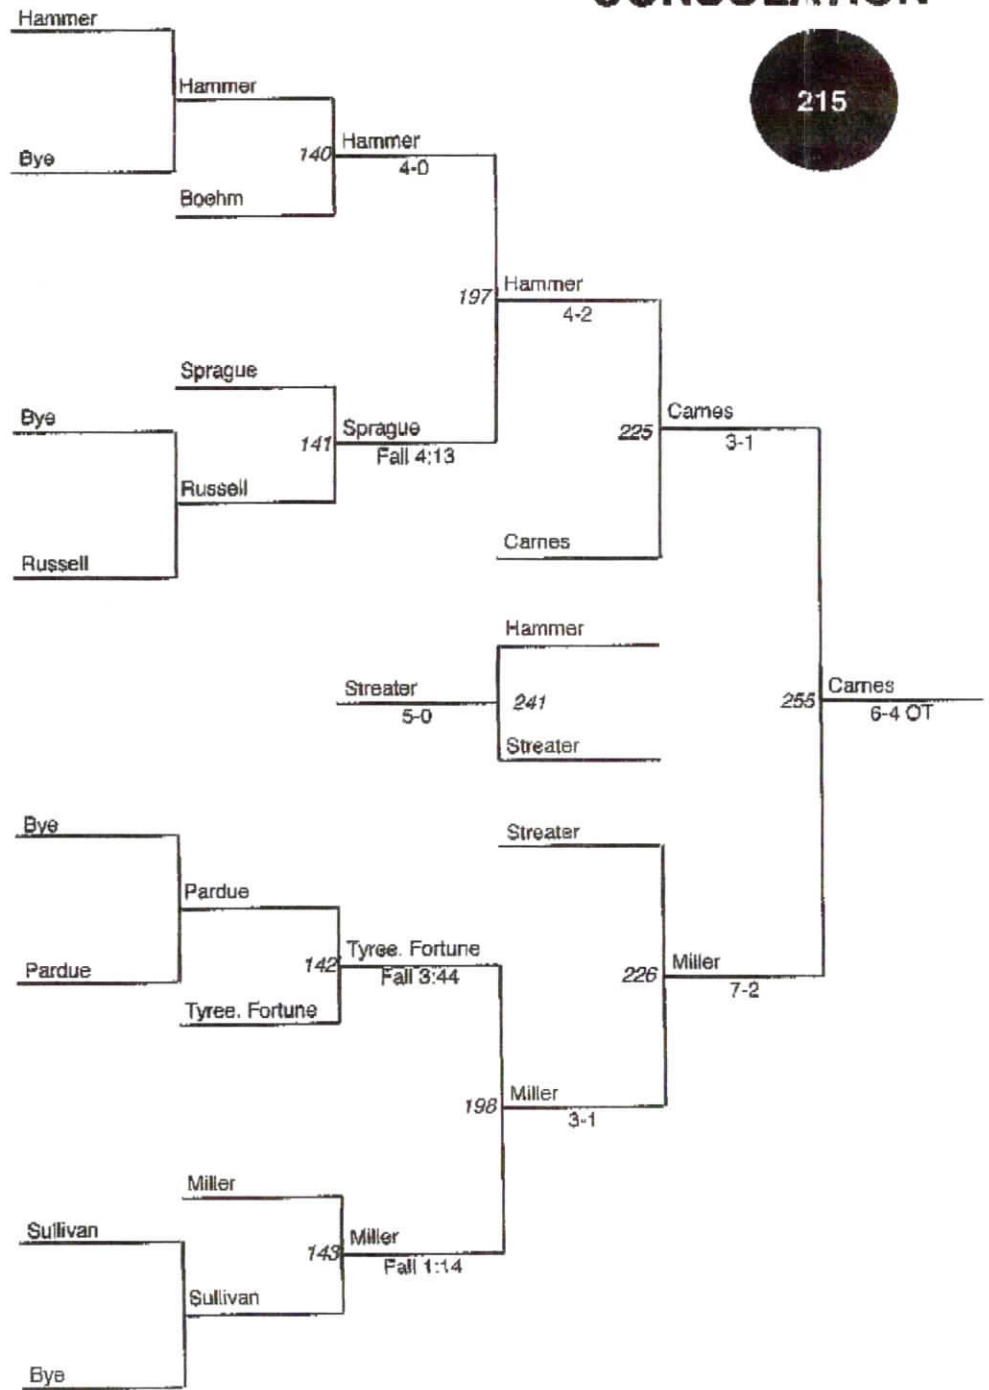 CONSOLATION
215
Hammer
Hammer
Bye
140
Hammer
4-0
Boehm
197
Hammer
4-2
Sprague
Bye
141
Sprague
Fall 4:13
Russell
Russell
225
Carnes
3-1
Carnes
Hammer
Streater
5-0
241
Streater
255
Carnes
6-4 OT
Bye
Pardue
Pardue
142
Tyree. Fortune
Fall 3:44
Tyree. Fortune
Streater
226
Miller
7-2
198
Miller
3-1
Miller
Sullivan
143
Miller
Fall 1:14
Sullivan
Bye